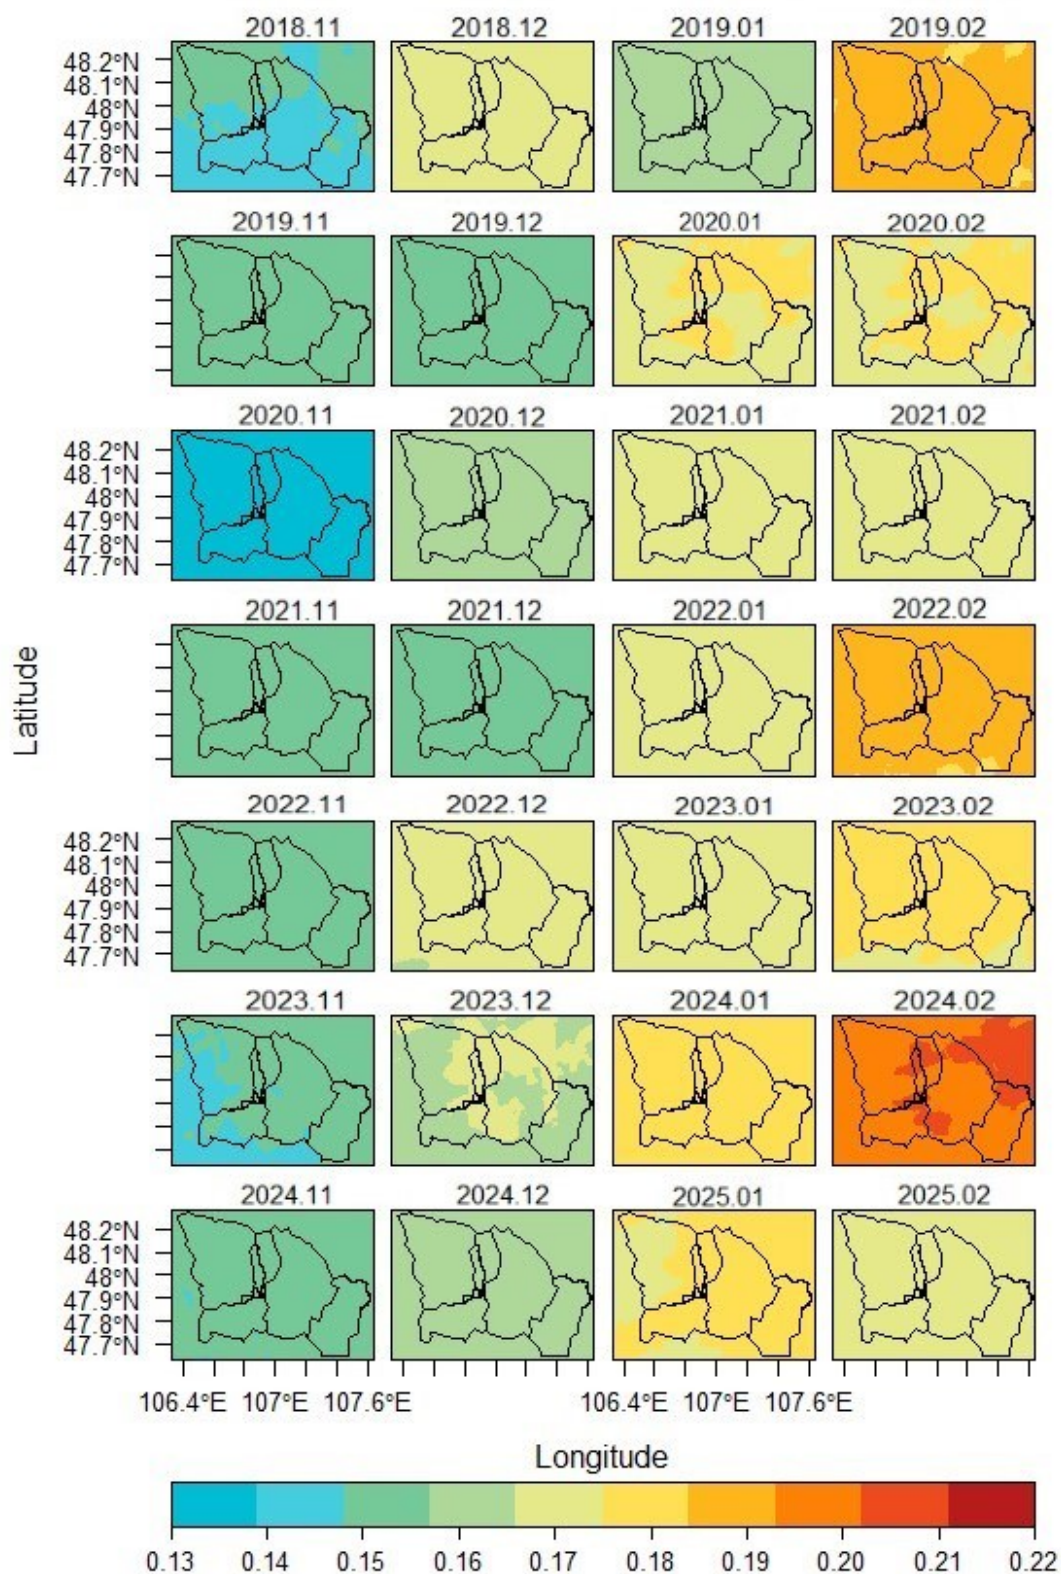 2018.11 2018.12 2019.01 2019.02
48.2°N
48.1°N
48°N
47.9°N
47.8°N
47.7°N
2019.11 2019.12 2020.01 2020.02
2020.11 2020.12 2021.01 2021.02
48.2°N
48.1°N
48°N
47.9°N
47.8°N
47.7°N
2021.11 2021.12 2022.01 2022.02
Latitude
2022.11 2022.12 2023.01 2023.02
48.2°N
48.1°N
48°N
47.9°N
47.8°N
47.7°N
2023.11 2023.12 2024.01 2024.02
2024.11 2024.12 2025.01 2025.02
48.2°N
48.1°N
48°N
47.9°N
47.8°N
47.7°N
106.4°E 107°E 107.6°E 106.4°E 107°E 107.6°E
Longitude
0.13 0.14 0.15 0.16 0.17 0.18 0.19 0.20 0.21 0.22